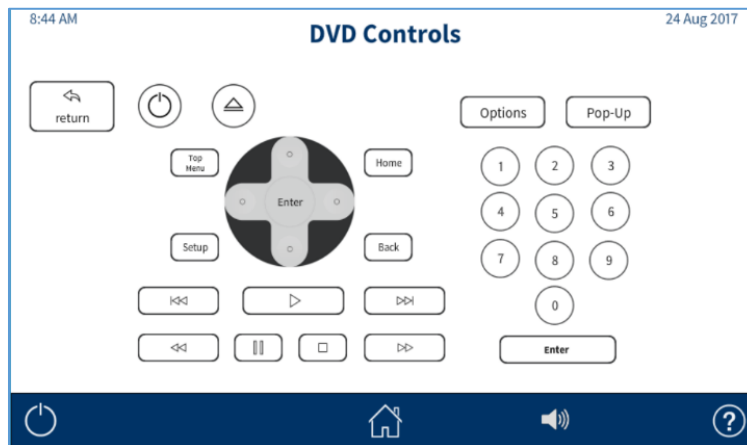 8:44 AM
DVD Controls
24 Aug 2017
return
Options
Pop-Up
Top
Menu
Home
Enter
Setup
Back
1 2 3
4 5 6
7 8 9
0
Enter
?